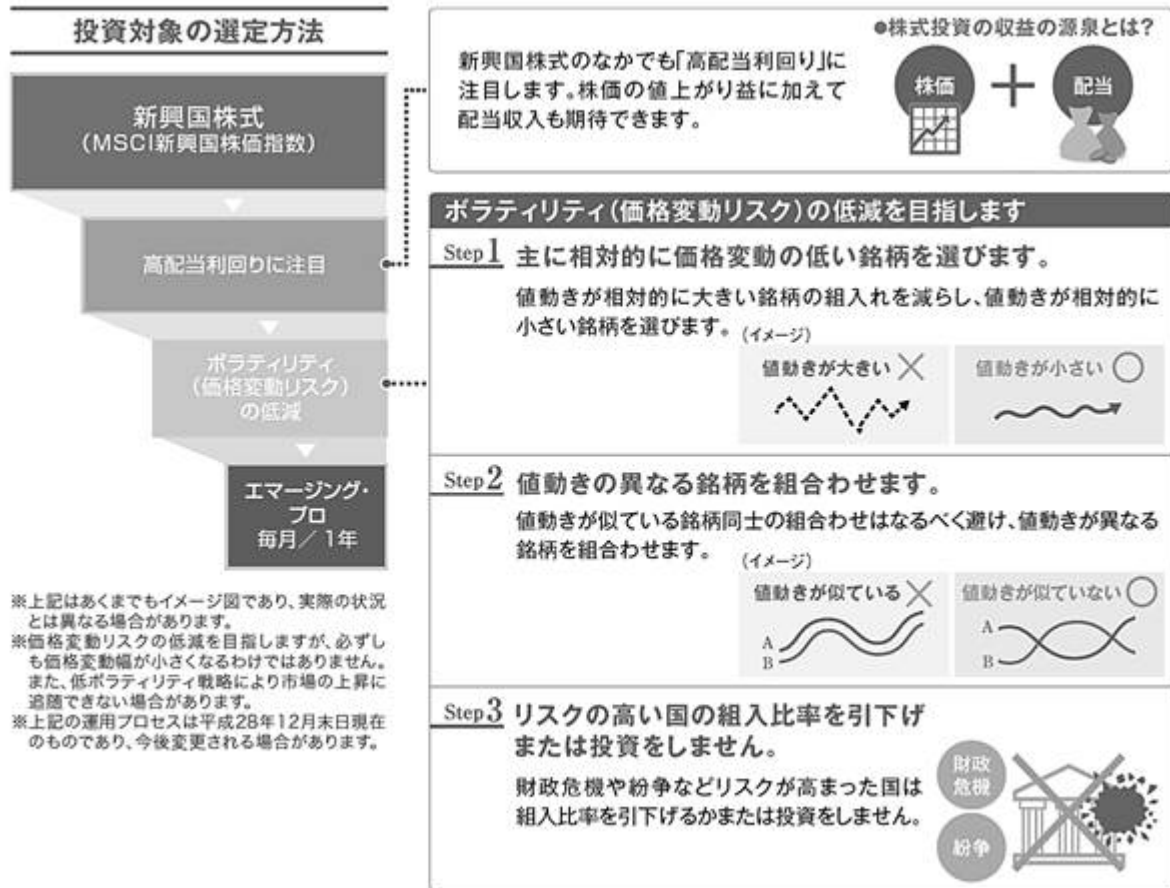 投資対象の選定方法
新興国株式
(MSCI新興国株価指数)
高配当利回りに注目
ボラティリティ
(価格変動リスク)
の低減
エマージング・
プロ
毎月／1年
※上記はあくまでもイメージ図であり、実際の状況
とは異なる場合があります。
※価格変動リスクの低減を目指しますが、必ずし
も価格変動幅が小さくなるわけではありません。
また、低ボラティリティ戦略により市場の上昇に
追随できない場合があります。
※上記の運用プロセスは平成28年12月末日現在
のものであり、今後変更される場合があります。
新興国株式のなかでも「高配当利回り」に
注目します。株価の値上がり益に加えて
配当収入も期待できます。
●株式投資の収益の源泉とは?
株価
+
配当
ボラティリティ(価格変動リスク)の低減を目指します
Step1 主に相対的に価格変動の低い銘柄を選びます。
値動きが相対的に大きい銘柄の組入れを減らし、値動きが相対的に
小さい銘柄を選びます。
(イメージ)
値動きが大きい
値動きが小さい
Step2 値動きの異なる銘柄を組合わせます。
値動きが似ている銘柄同士の組合わせはなるべく避け、値動きが異なる
銘柄を組合わせます。
(イメージ)
値動きが似ている
A
B
値動きが似ていない
A
B
Step3 リスクの高い国の組入比率を引下げ
または投資をしません。
財政危機や紛争などリスクが高まった国は
組入比率を引下げるかまたは投資をしません。
財政
危機
紛争